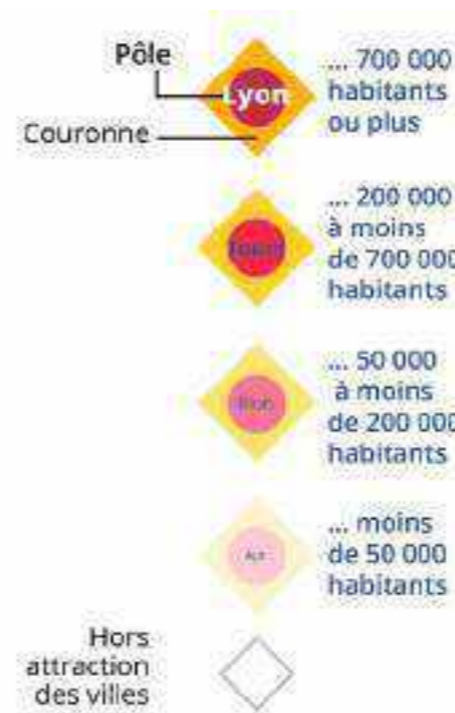 Pôle
Lyon
Couronne
... 700 000
habitants
ou plus
... 200 000
à moins
de 700 000
habitants
... 50 000
à moins
de 200 000
habitants
... moins
de 50 000
habitants
Hors
attraction
des villes